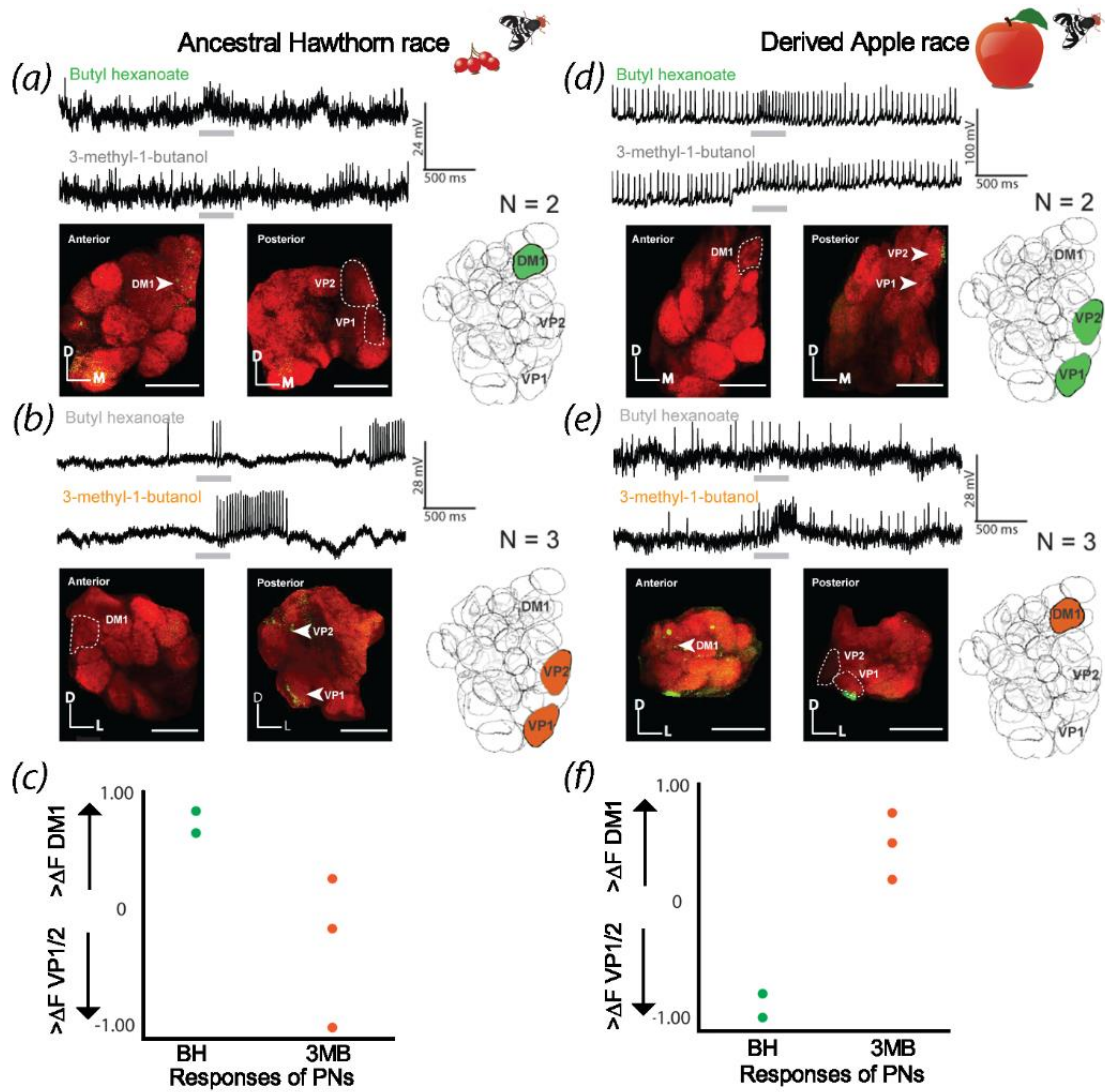 Ancestral Hawthorn race
Derived Apple race
(a)
Butyl hexanoate
3-methyl-1-butanol
24 mV
500 ms
N = 2
Anterior
DM1
D
M
Posterior
VP2
VP1
D
M
DM1
VP2
VP1
(b)
Butyl hexanoate
3-methyl-1-butanol
28 mV
500 ms
N = 3
Anterior
DM1
D
L
Posterior
VP2
VP1
D
L
DM1
VP2
VP1
(c)
1.00
0
-1.00
>ΔF DM1
>ΔF VP1/2
BH 3MB
Responses of PNs
(d)
Butyl hexanoate
3-methyl-1-butanol
100 mV
500 ms
N = 2
Anterior
DM1
D
M
Posterior
VP2
VP1
D
M
DM1
VP2
VP1
(e)
Butyl hexanoate
3-methyl-1-butanol
28 mV
500 ms
N = 3
Anterior
DM1
D
L
Posterior
VP2
VP1
D
L
DM1
VP2
VP1
(f)
1.00
0
-1.00
>ΔF DM1
>ΔF VP1/2
BH 3MB
Responses of PNs